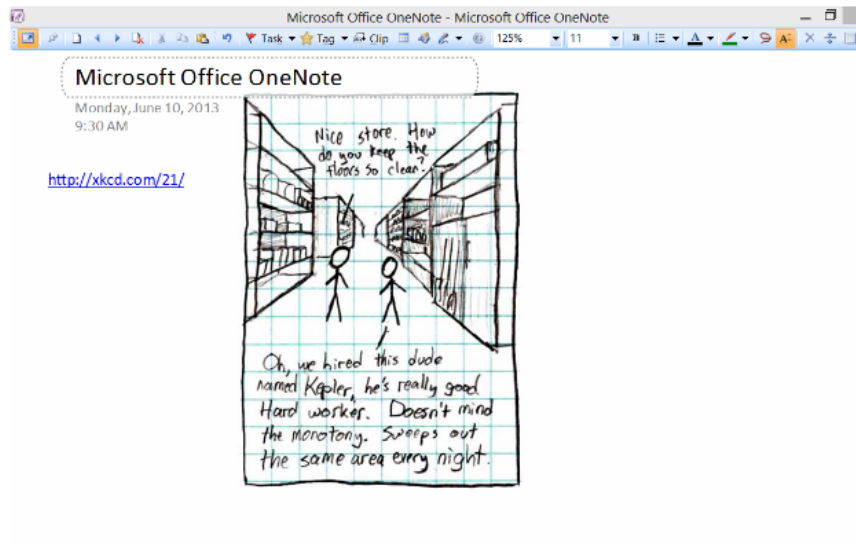 Microsoft Office OneNote - Microsoft Office OneNote
Task Tag Clip 125% 11 B A A
Microsoft Office OneNote
Monday, June 10, 2013
9:30 AM
http://xkcd.com/21/
Nice store. How
do you keep the
floors so clean?
Oh, we hired this dude
named Kepler, he's really good.
Hard worker. Doesn't mind
the monotony. Sweeps out
the same area every night.